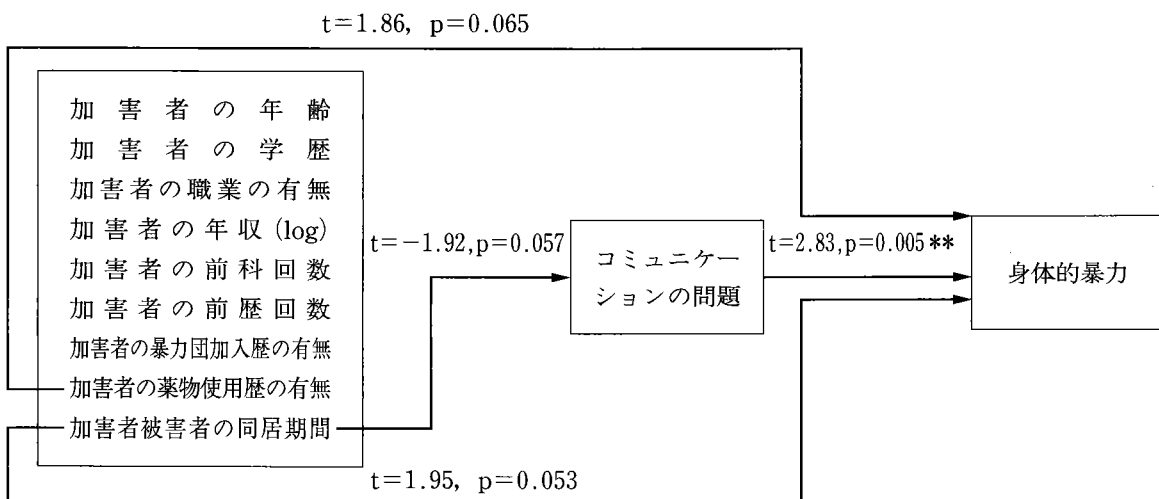 t=1.86, p=0.065
加害者の年齢
加害者の学歴
加害者の職業の有無
加害者の年収(log)
加害者の前科回数
加害者の前歴回数
加害者の暴力団加入歴の有無
加害者の薬物使用歴の有無
加害者被害者の同居期間
t=-1.92,p=0.057
コミュニケー
ションの問題
t=2.83,p=0.005**
身体的暴力
t=1.95, p=0.053